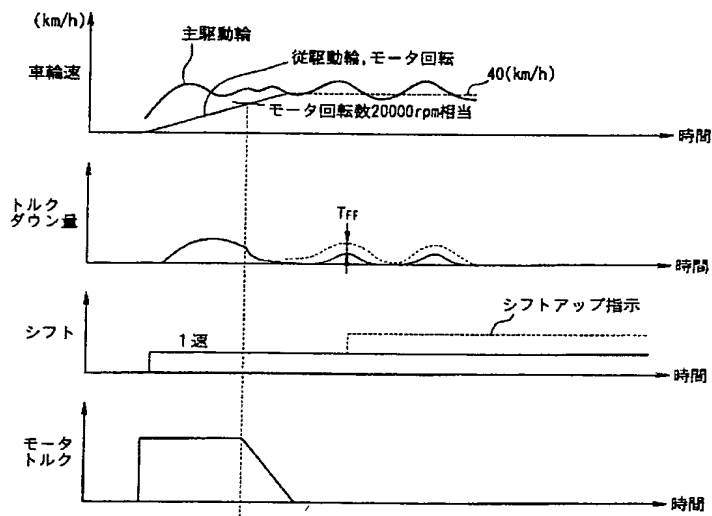 (km/h)
主駆動輪
従駆動輪,モータ回転
車輪速
40(km/h)
モータ回転数20000rpm相当
時間
トルク
ダウン量
TFF
時間
シフトアップ指示
シフト
1速
時間
モータ
トルク
時間